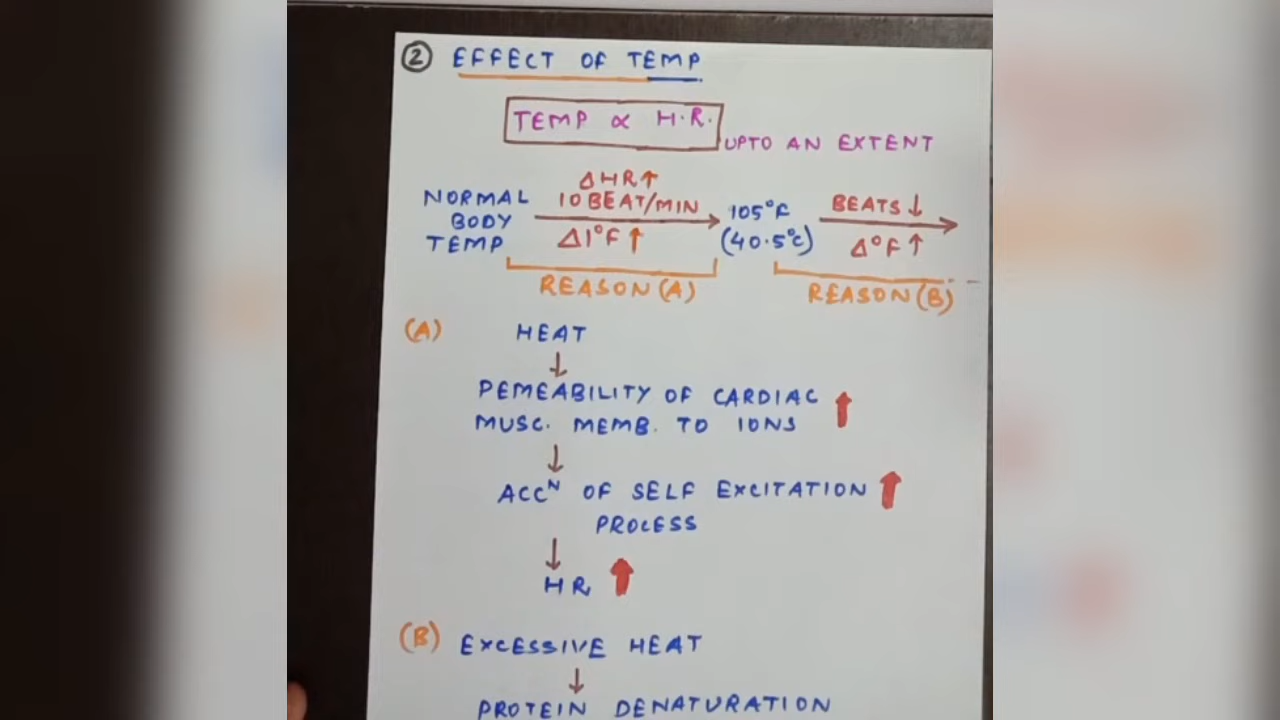 ② EFFECT OF TEMP
TEMP ∝ H.R.
UPTO AN EXTENT
NORMAL BODY TEMP
ΔHR↑
10 BEAT/MIN
Δ1°F↑
105°F
(40.5°C)
BEATS↓
Δ°F↑
REASON (A)
REASON (B)
(A) HEAT
↓
PEMEABILITY OF CARDIAC ↑
MUSC. MEMB. TO IONS
↓
ACCᴺ OF SELF EXCITATION ↑
PROCESS
↓
HR ↑
(B) EXCESSIVE HEAT
↓
PROTEIN DENATURATION